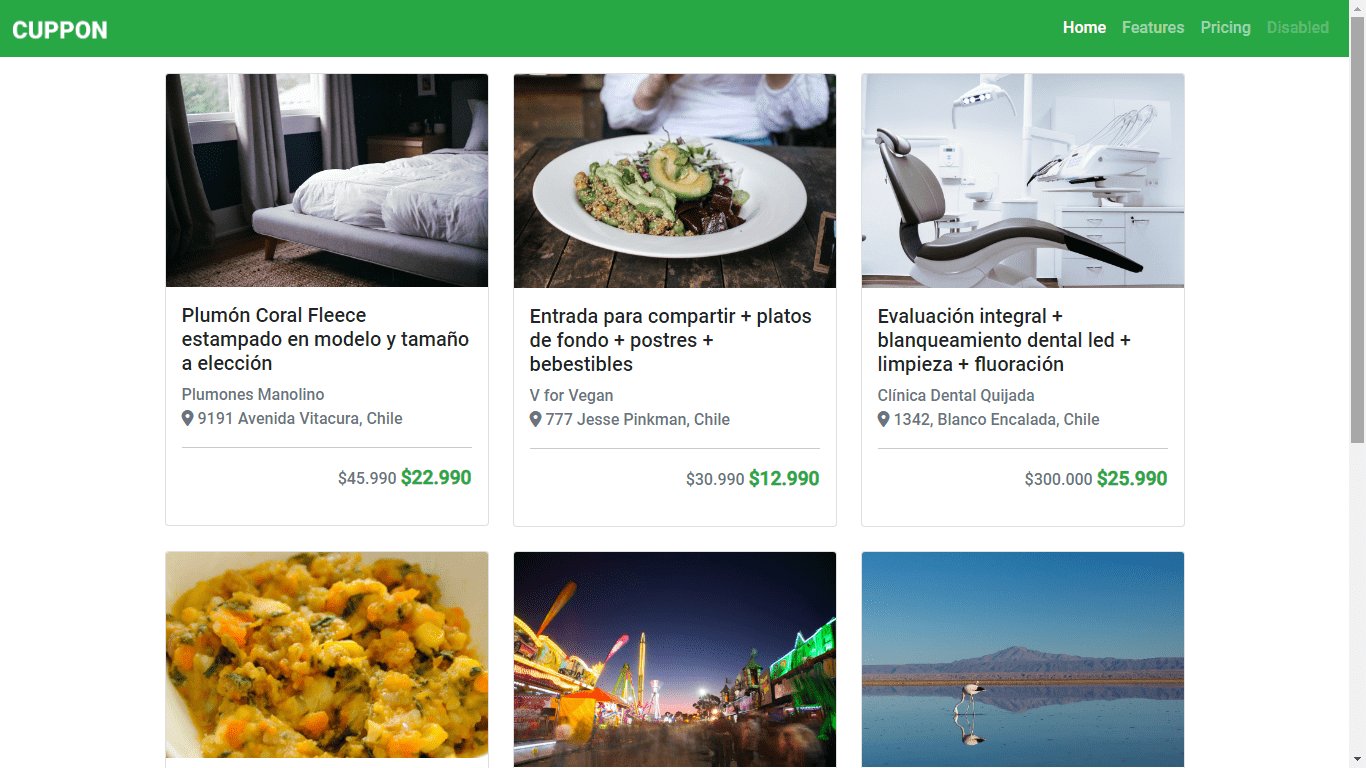 CUPPON
Home Features Pricing Disabled
Plumón Coral Fleece
estampado en modelo y tamaño
a elección
Plumones Manolino
9191 Avenida Vitacura, Chile
$45.990 $22.990
Entrada para compartir + platos
de fondo + postres +
bebestibles
V for Vegan
777 Jesse Pinkman, Chile
$30.990 $12.990
Evaluación integral +
blanqueamiento dental led +
limpieza + fluoración
Clínica Dental Quijada
1342, Blanco Encalada, Chile
$300.000 $25.990